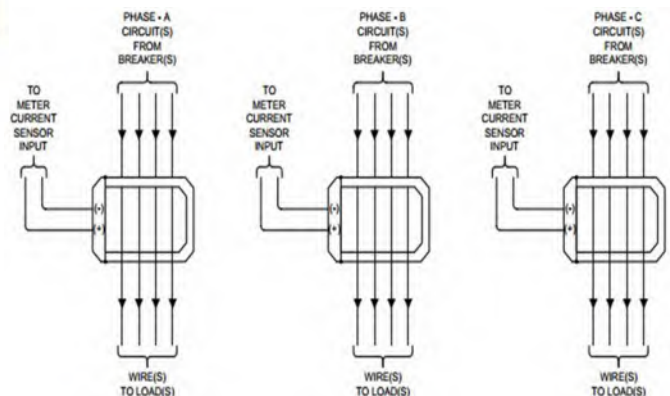 PHASE - A
CIRCUIT(S)
FROM
BREAKER(S)
TO
METER
CURRENT
SENSOR
INPUT
(-)
(+)
WIRE(S)
TO LOAD(S)
PHASE - B
CIRCUIT(S)
FROM
BREAKER(S)
TO
METER
CURRENT
SENSOR
INPUT
(-)
(+)
WIRE(S)
TO LOAD(S)
PHASE - C
CIRCUIT(S)
FROM
BREAKER(S)
TO
METER
CURRENT
SENSOR
INPUT
(-)
(+)
WIRE(S)
TO LOAD(S)